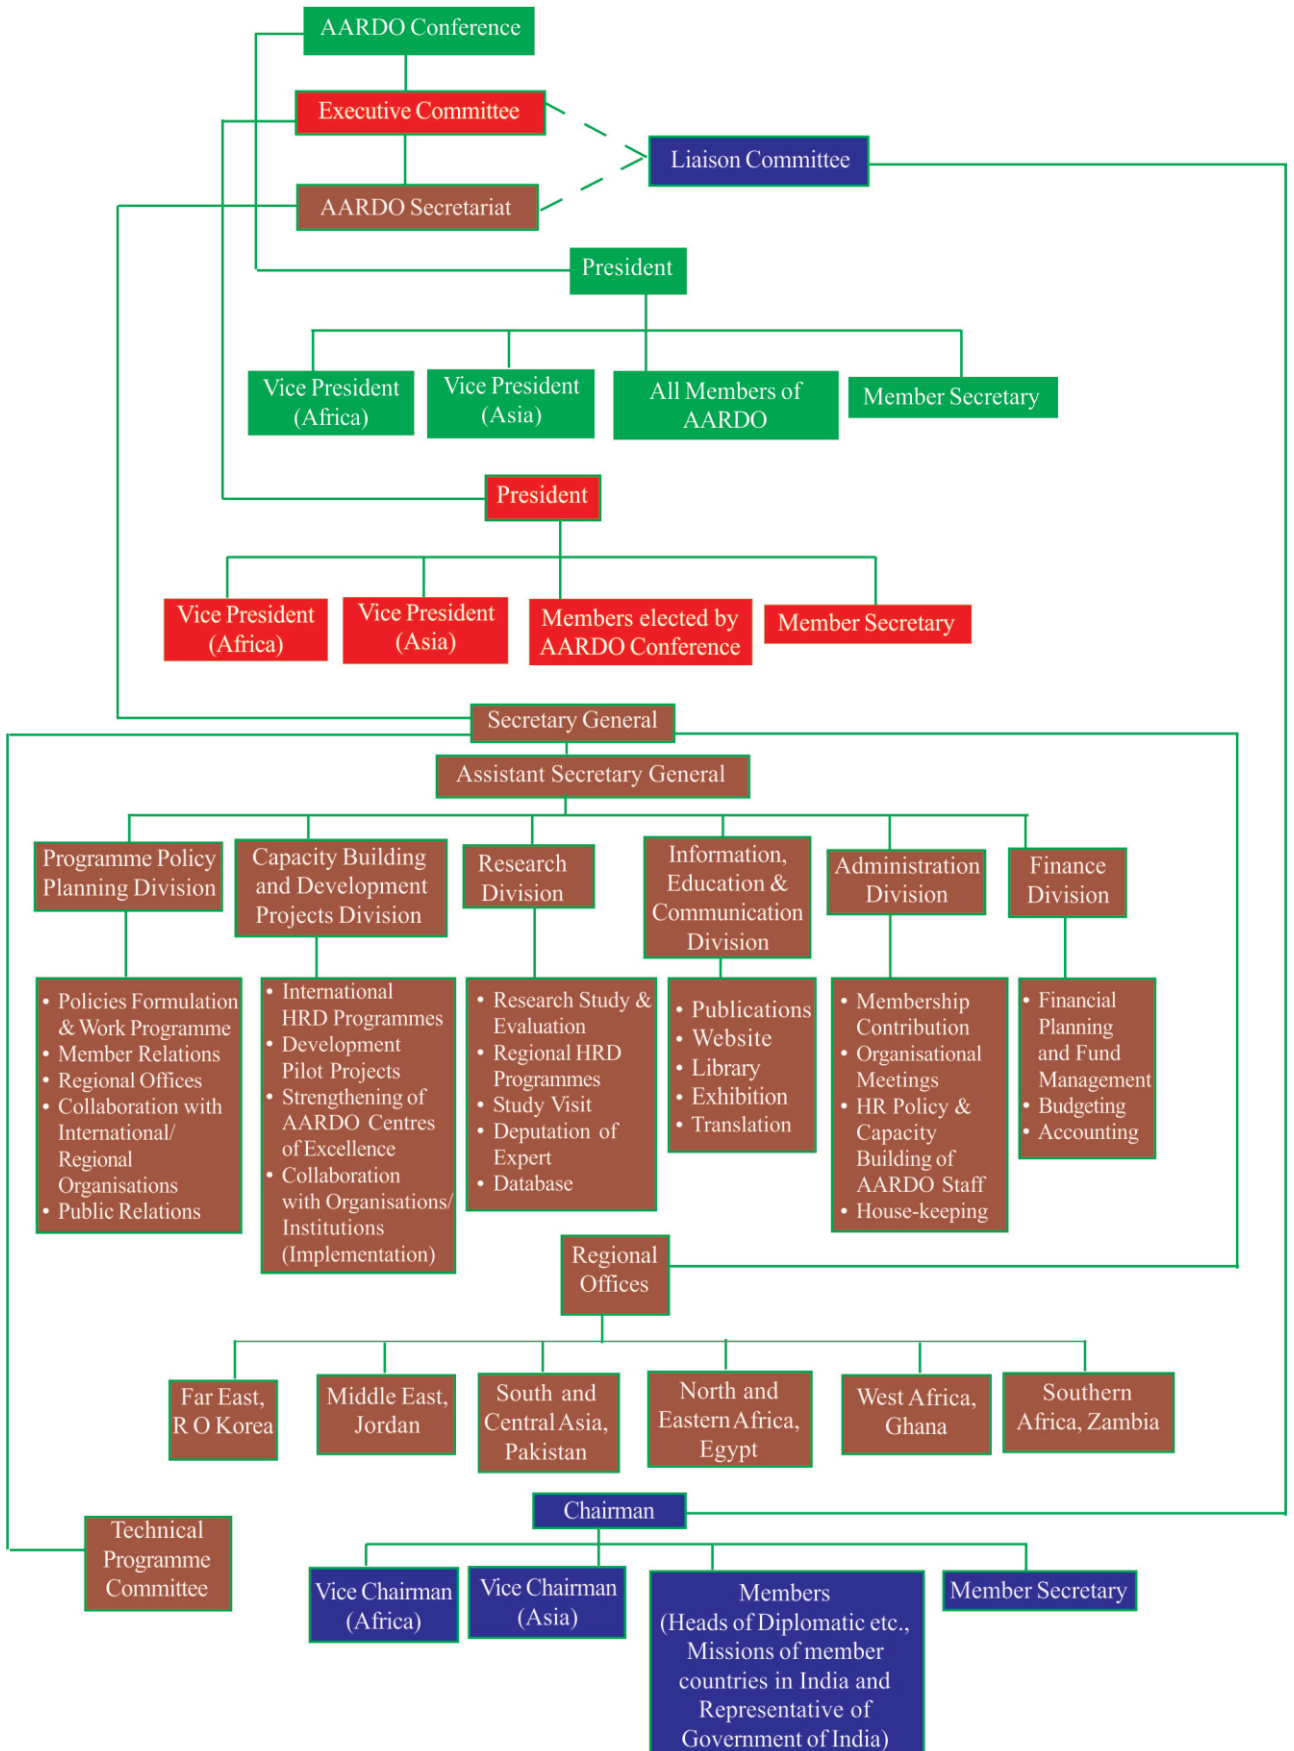 AARDO Conference
Executive Committee
Liaison Committee
AARDO Secretariat
President
Vice President
(Africa)
Vice President
(Asia)
All Members of
AARDO
Member Secretary
President
Vice President
(Africa)
Vice President
(Asia)
Members elected by
AARDO Conference
Member Secretary
Secretary General
Assistant Secretary General
Programme Policy
Planning Division
Capacity Building
and Development
Projects Division
Research
Division
Information,
Education &
Communication
Division
Administration
Division
Finance
Division
• Policies Formulation
& Work Programme
• Member Relations
• Regional Offices
• Collaboration with
International/
Regional
Organisations
• Public Relations
• International
HRD Programmes
• Development
Pilot Projects
• Strengthening of
AARDO Centres
of Excellence
• Collaboration
with Organisations/
Institutions
(Implementation)
• Research Study &
Evaluation
• Regional HRD
Programmes
• Study Visit
• Deputation of
Expert
• Database
• Publications
• Website
• Library
• Exhibition
• Translation
• Membership
Contribution
• Organisational
Meetings
• HR Policy &
Capacity
Building of
AARDO Staff
• House-keeping
• Financial
Planning
and Fund
Management
• Budgeting
• Accounting
Regional
Offices
Far East,
R O Korea
Middle East,
Jordan
South and
Central Asia,
Pakistan
North and
Eastern Africa,
Egypt
West Africa,
Ghana
Southern
Africa, Zambia
Technical
Programme
Committee
Chairman
Vice Chairman
(Africa)
Vice Chairman
(Asia)
Members
(Heads of Diplomatic etc.,
Missions of member
countries in India and
Representative of
Government of India)
Member Secretary